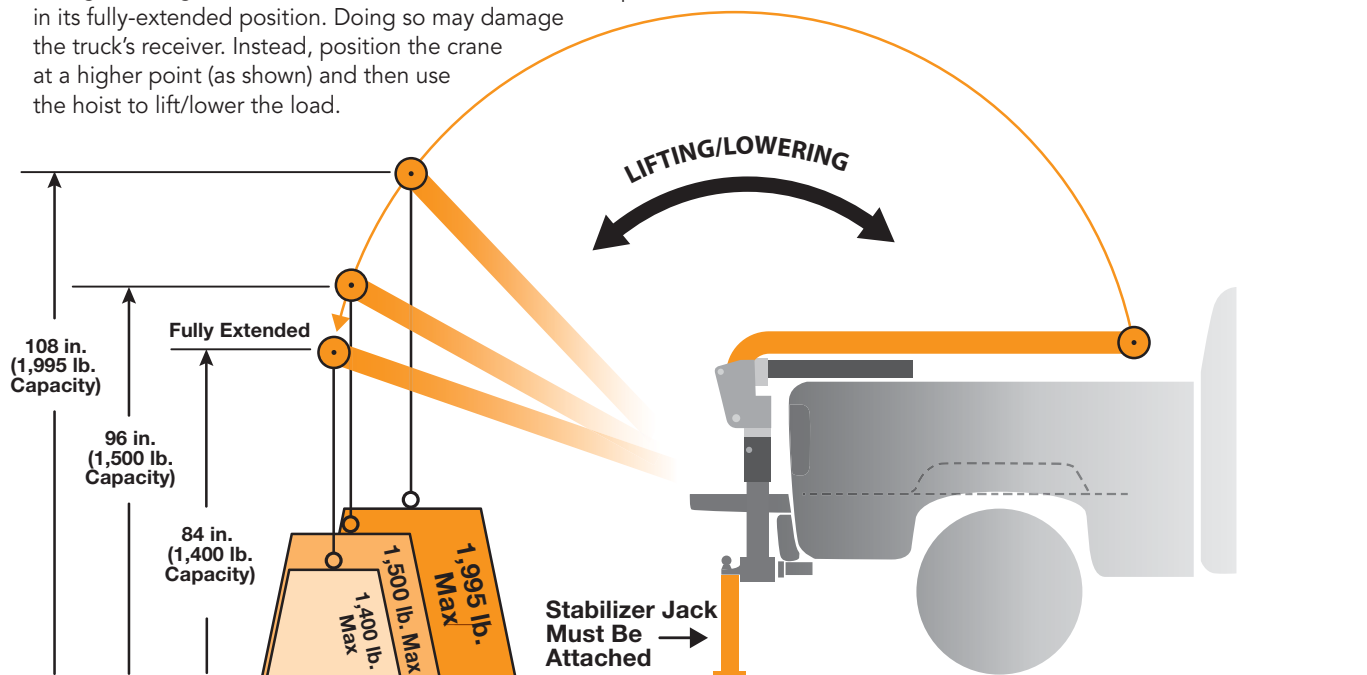 in its fully-extended position. Doing so may damage
the truck's receiver. Instead, position the crane
at a higher point (as shown) and then use
the hoist to lift/lower the load.
LIFTING/LOWERING
Fully Extended
108 in.
(1,995 lb.
Capacity)
96 in.
(1,500 lb.
Capacity)
84 in.
(1,400 lb.
Capacity)
1,995 lb.
Max
1,500 lb. Max
1,400 lb.
Max
Stabilizer Jack
Must Be
Attached